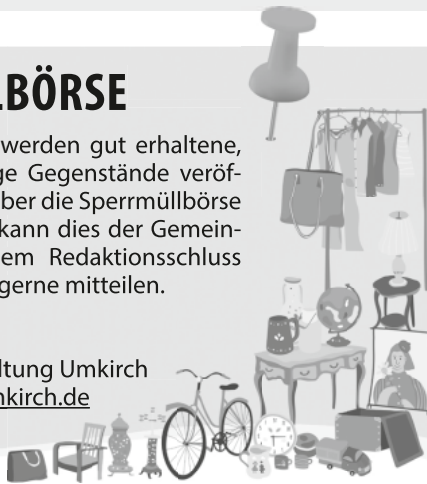 LBÖRSE
werden gut erhaltene,
ge Gegenstände veröf-
ber die Sperrmüllbörse
kann dies der Gemein-
em Redaktionsschluss
gerne mitteilen.
ltung Umkirch
mkirch.de